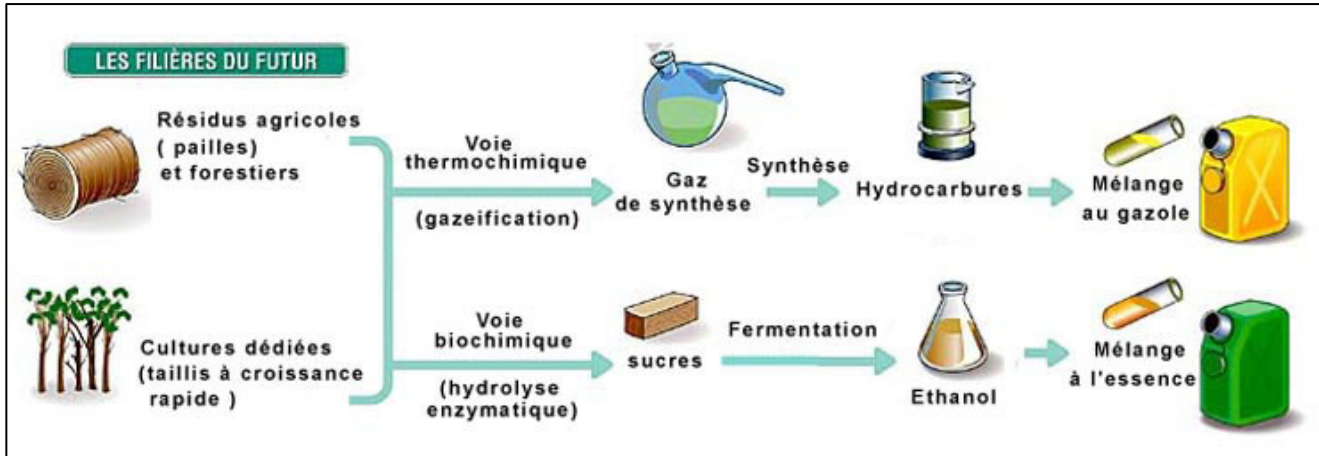 LES FILIÈRES DU FUTUR
Résidus agricoles
( pailles)
et forestiers
Voie
thermochimique
(gazeification)
Gaz
de synthèse
Synthèse
Hydrocarbures
Mélange
au gazole
Cultures dédiées
(taillis à croissance
rapide )
Voie
biochimique
(hydrolyse
enzymatique)
sucres
Fermentation
Ethanol
Mélange
à l'essence